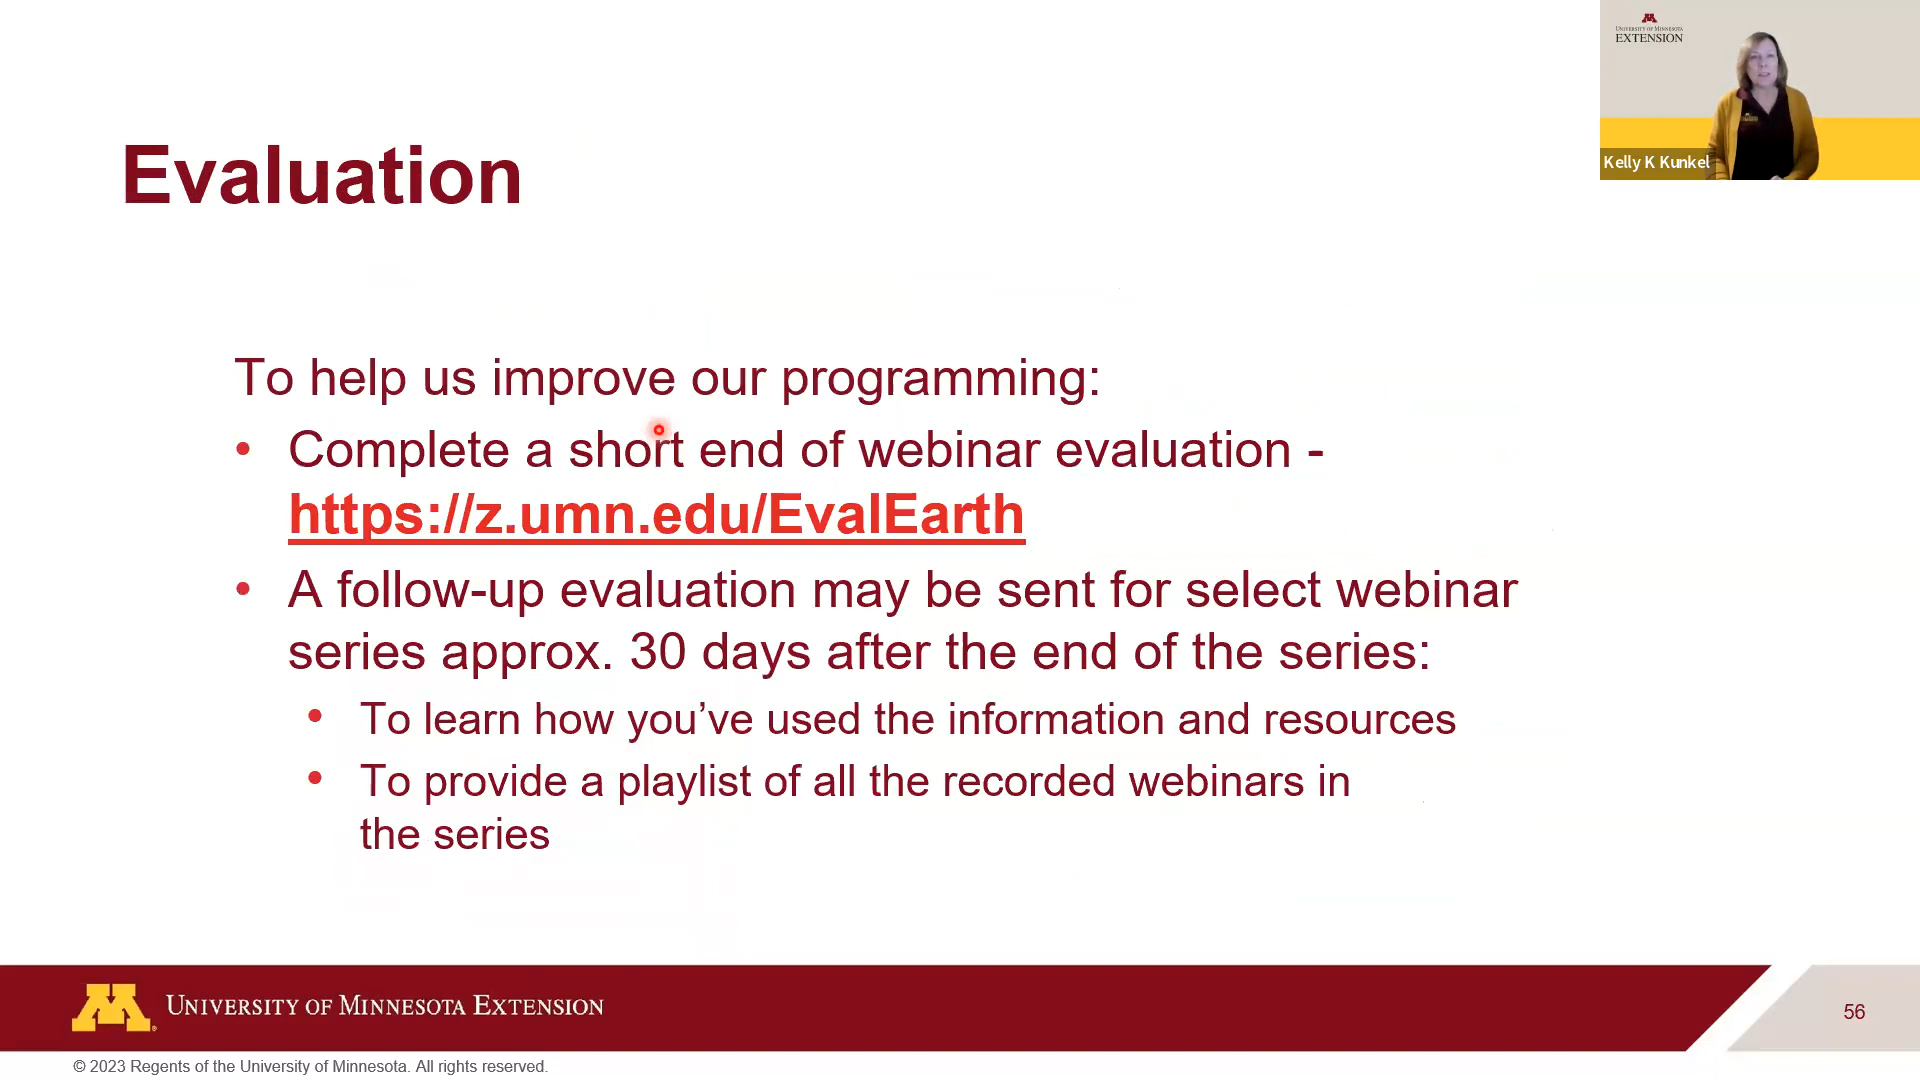 UNIVERSITY OF MINNESOTA
EXTENSION
Kelly K Kunkel
Evaluation
To help us improve our programming:
• Complete a short end of webinar evaluation -
https://z.umn.edu/EvalEarth
• A follow-up evaluation may be sent for select webinar
series approx. 30 days after the end of the series:
• To learn how you’ve used the information and resources
• To provide a playlist of all the recorded webinars in
the series
M
UNIVERSITY OF MINNESOTA EXTENSION
56
© 2023 Regents of the University of Minnesota. All rights reserved.